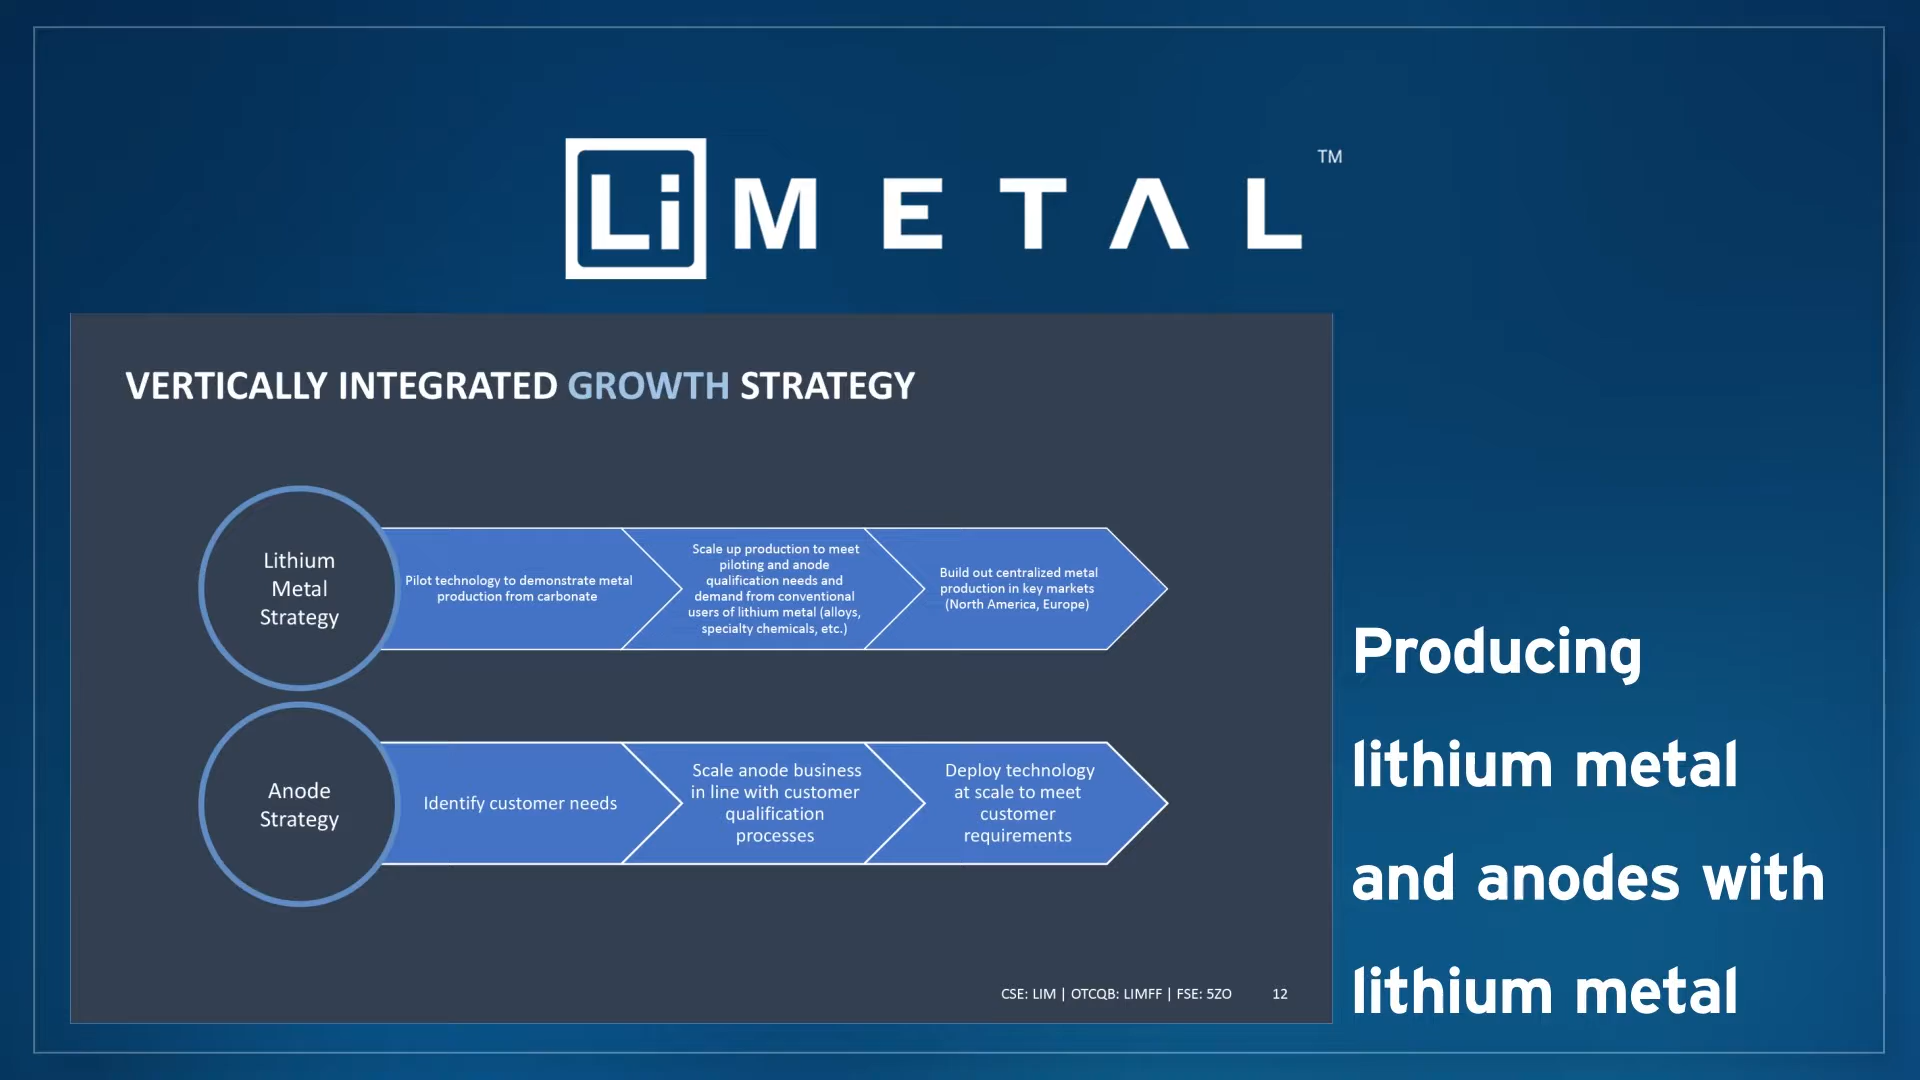 Li METAL TM
VERTICALLY INTEGRATED GROWTH STRATEGY
Lithium
Metal
Strategy
Pilot technology to demonstrate metal
production from carbonate
Scale up production to meet
piloting and anode
qualification needs and
demand from conventional
users of lithium metal (alloys,
specialty chemicals, etc.)
Build out centralized metal
production in key markets
(North America, Europe)
Anode
Strategy
Identify customer needs
Scale anode business
in line with customer
qualification
processes
Deploy technology
at scale to meet
customer
requirements
CSE: LIM | OTCQB: LIMFF | FSE: 5ZO 12
Producing
lithium metal
and anodes with
lithium metal